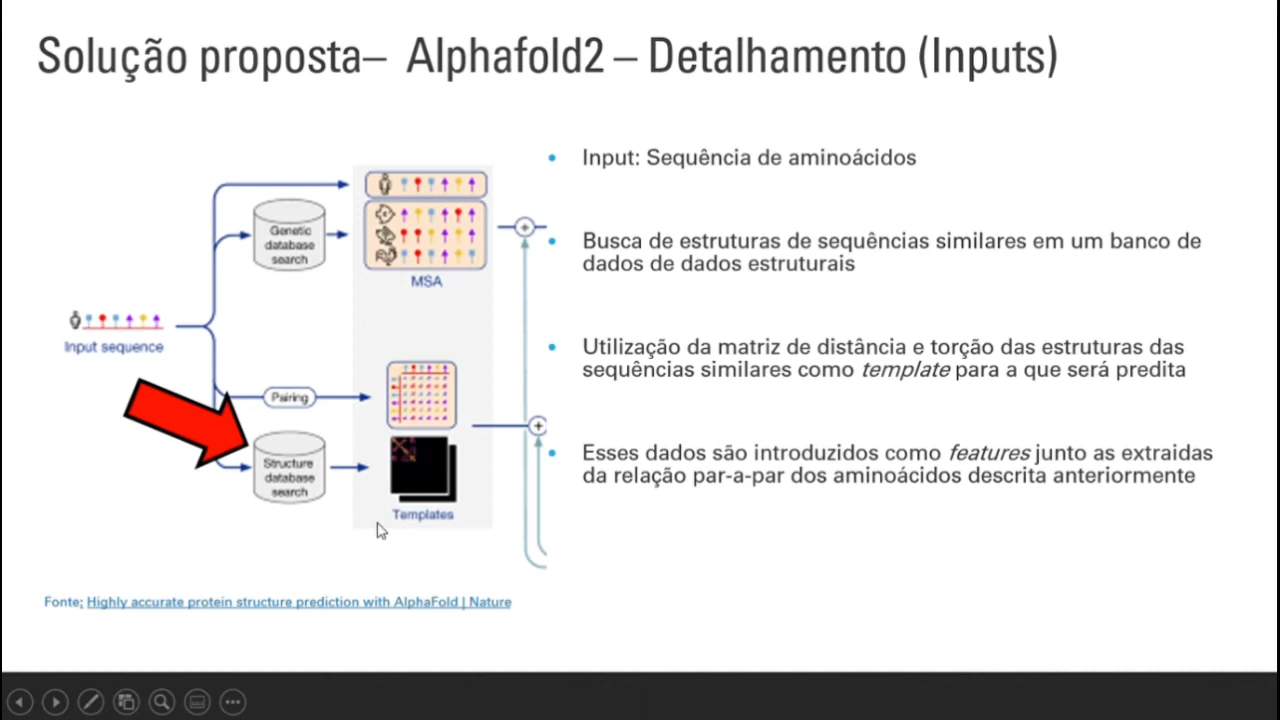 Solução proposta– Alphafold2 – Detalhamento (Inputs)
Genetic
database
search
MSA
Input sequence
Pairing
Structure
database
search
Templates
• Input: Sequência de aminoácidos
• Busca de estruturas de sequências similares em um banco de
dados de dados estruturais
• Utilização da matriz de distância e torção das estruturas das
sequências similares como template para a que será predita
• Esses dados são introduzidos como features junto as extraidas
da relação par-a-par dos aminoácidos descrita anteriormente
Fonte: Highly accurate protein structure prediction with AlphaFold | Nature